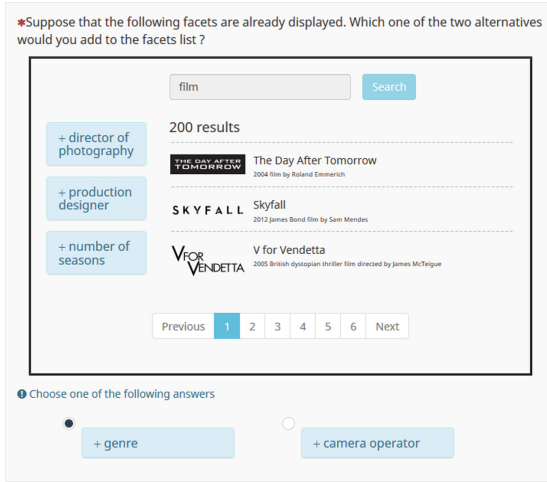 *Suppose that the following facets are already displayed. Which one of the two alternatives
would you add to the facets list ?
film
Search
200 results
+ director of
photography
+ production
designer
+ number of
seasons
THE DAY AFTER
TOMORROW
The Day After Tomorrow
2004 film by Roland Emmerich
SKYFALL
Skyfall
2012 James Bond film by Sam Mendes
V FOR
VENDETTA
V for Vendetta
2005 British dystopian thriller film directed by James McTeigue
Previous 1 2 3 4 5 6 Next
Choose one of the following answers
+ genre
+ camera operator